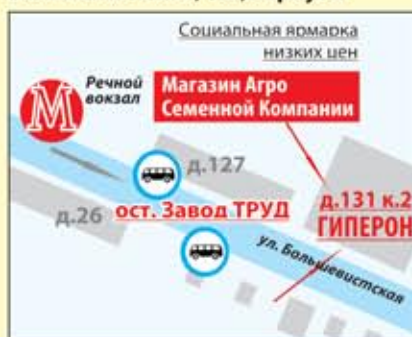 Социальная ярмарка
низких цен
М
Речной
вокзал
Магазин Агро
Семенной Компании
д.127
д.26
ост. Завод ТРУД
д.131 к.2
ГИПЕРОН
ул. Большевистская